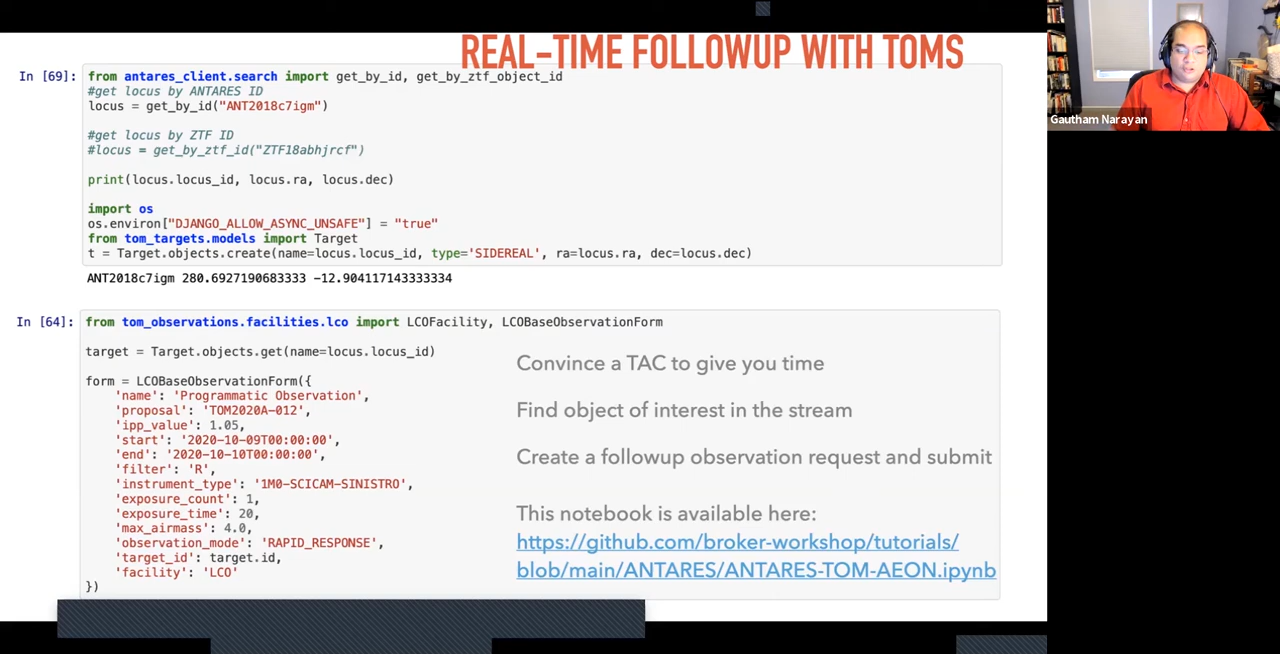 REAL-TIME FOLLOWUP WITH TOMS
In [69]:
from antares_client.search import get_by_id, get_by_ztf_object_id
#get locus by ANTARES ID
locus = get_by_id("ANT2018c7igm")
#get locus by ZTF ID
#locus = get_by_ztf_id("ZTF18abhjrcf")
print(locus.locus_id, locus.ra, locus.dec)
import os
os.environ["DJANGO_ALLOW_ASYNC_UNSAFE"] = "true"
from tom_targets.models import Target
t = Target.objects.create(name=locus.locus_id, type='SIDEREAL', ra=locus.ra, dec=locus.dec)
ANT2018c7igm 280.6927190683333 -12.904117143333334
In [64]:
from tom_observations.facilities.lco import LCOFacility, LCOBaseObservationForm
target = Target.objects.get(name=locus.locus_id)
form = LCOBaseObservationForm({
'name': 'Programmatic Observation',
'proposal': 'TOM2020A-012',
'ipp_value': 1.05,
'start': '2020-10-09T00:00:00',
'end': '2020-10-10T00:00:00',
'filter': 'R',
'instrument_type': '1M0-SCICAM-SINISTRO',
'exposure_count': 1,
'exposure_time': 20,
'max_airmass': 4.0,
'observation_mode': 'RAPID_RESPONSE',
'target_id': target.id,
'facility': 'LCO'
})
Convince a TAC to give you time
Find object of interest in the stream
Create a followup observation request and submit
This notebook is available here:
https://github.com/broker-workshop/tutorials/
blob/main/ANTARES/ANTARES-TOM-AEON.ipynb
Gautham Narayan